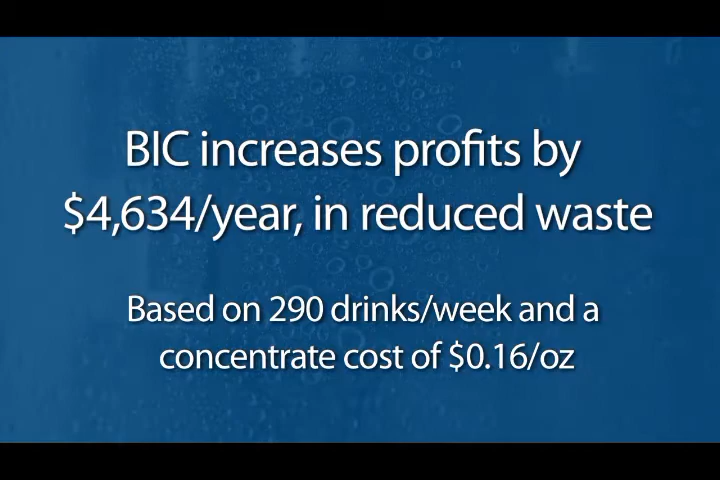 BIC increases profits by
$4,634/year, in reduced waste
Based on 290 drinks/week and a
concentrate cost of $0.16/oz